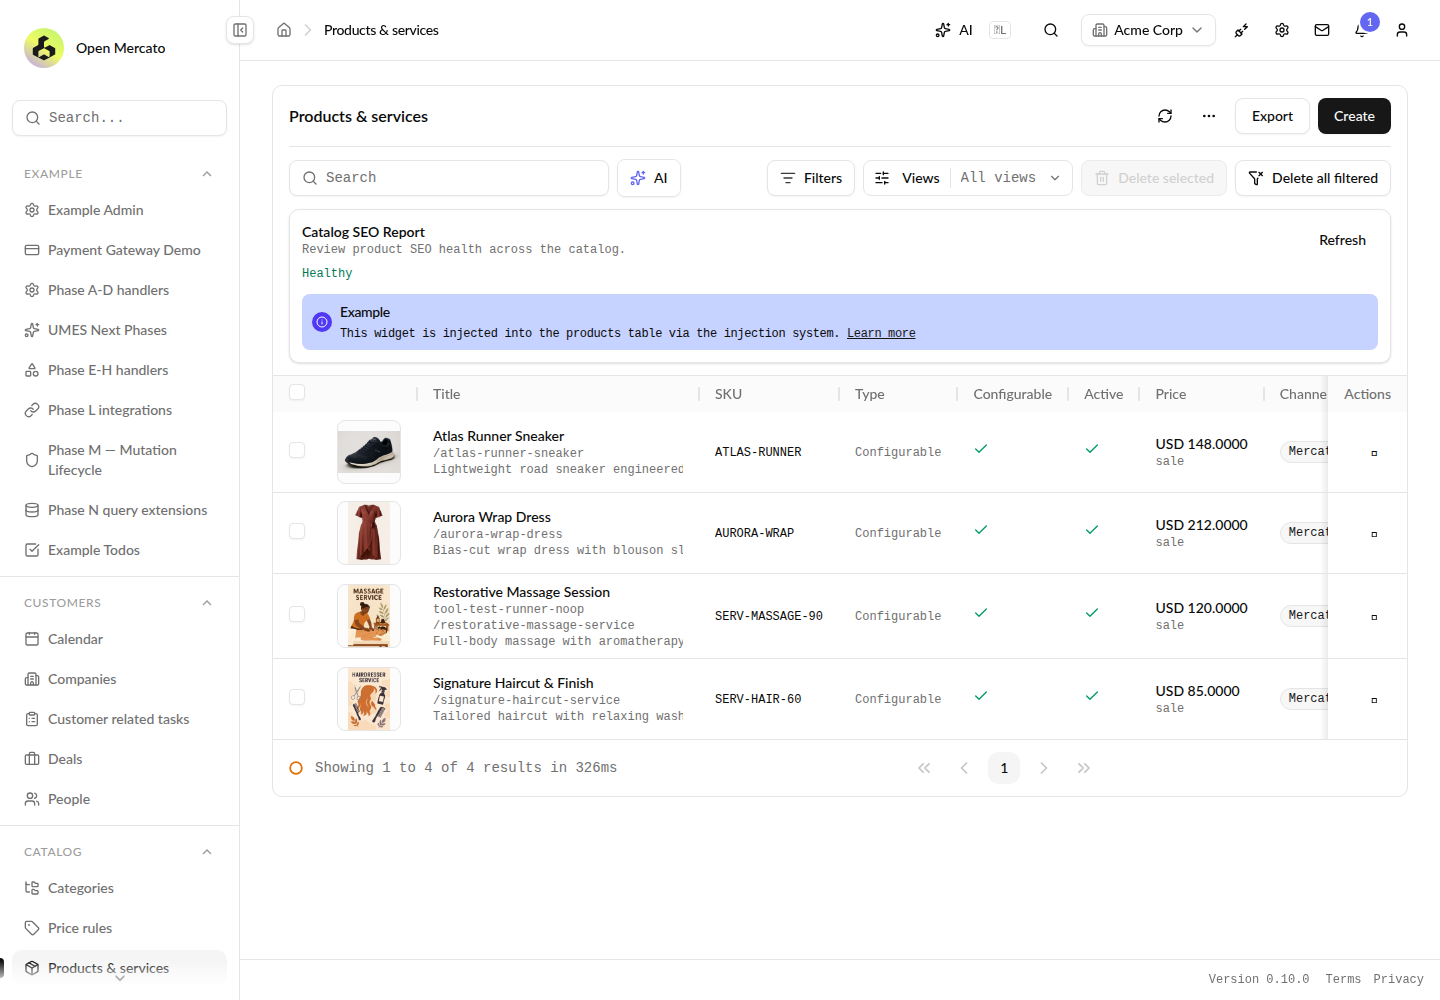 Open Mercato
Search...
EXAMPLE
Example Admin
Payment Gateway Demo
Phase A-D handlers
UMES Next Phases
Phase E-H handlers
Phase L integrations
Phase M — Mutation
Lifecycle
Phase N query extensions
Example Todos
CUSTOMERS
Calendar
Companies
Customer related tasks
Deals
People
CATALOG
Categories
Price rules
Products & services
Products & services
AI
L
Acme Corp
1
Products & services
Export
Create
Search
AI
Filters
Views
All views
Delete selected
Delete all filtered
Catalog SEO Report
Review product SEO health across the catalog.
Healthy
Refresh
Example
This widget is injected into the products table via the injection system. Learn more
Title SKU Type Configurable Active Price Channe Actions
Atlas Runner Sneaker
/atlas-runner-sneaker
Lightweight road sneaker engineered
ATLAS-RUNNER
Configurable
USD 148.0000
sale
Mercat
Aurora Wrap Dress
/aurora-wrap-dress
Bias-cut wrap dress with blouson sl
AURORA-WRAP
Configurable
USD 212.0000
sale
Mercat
MASSAGE
SERVICE
Restorative Massage Session
tool-test-runner-noop
/restorative-massage-service
Full-body massage with aromatherapy
SERV-MASSAGE-90
Configurable
USD 120.0000
sale
Mercat
HAIRDRESSER
SERVICE
Signature Haircut & Finish
/signature-haircut-service
Tailored haircut with relaxing wash
SERV-HAIR-60
Configurable
USD 85.0000
sale
Mercat
Showing 1 to 4 of 4 results in 326ms
1
Version 0.10.0 Terms Privacy